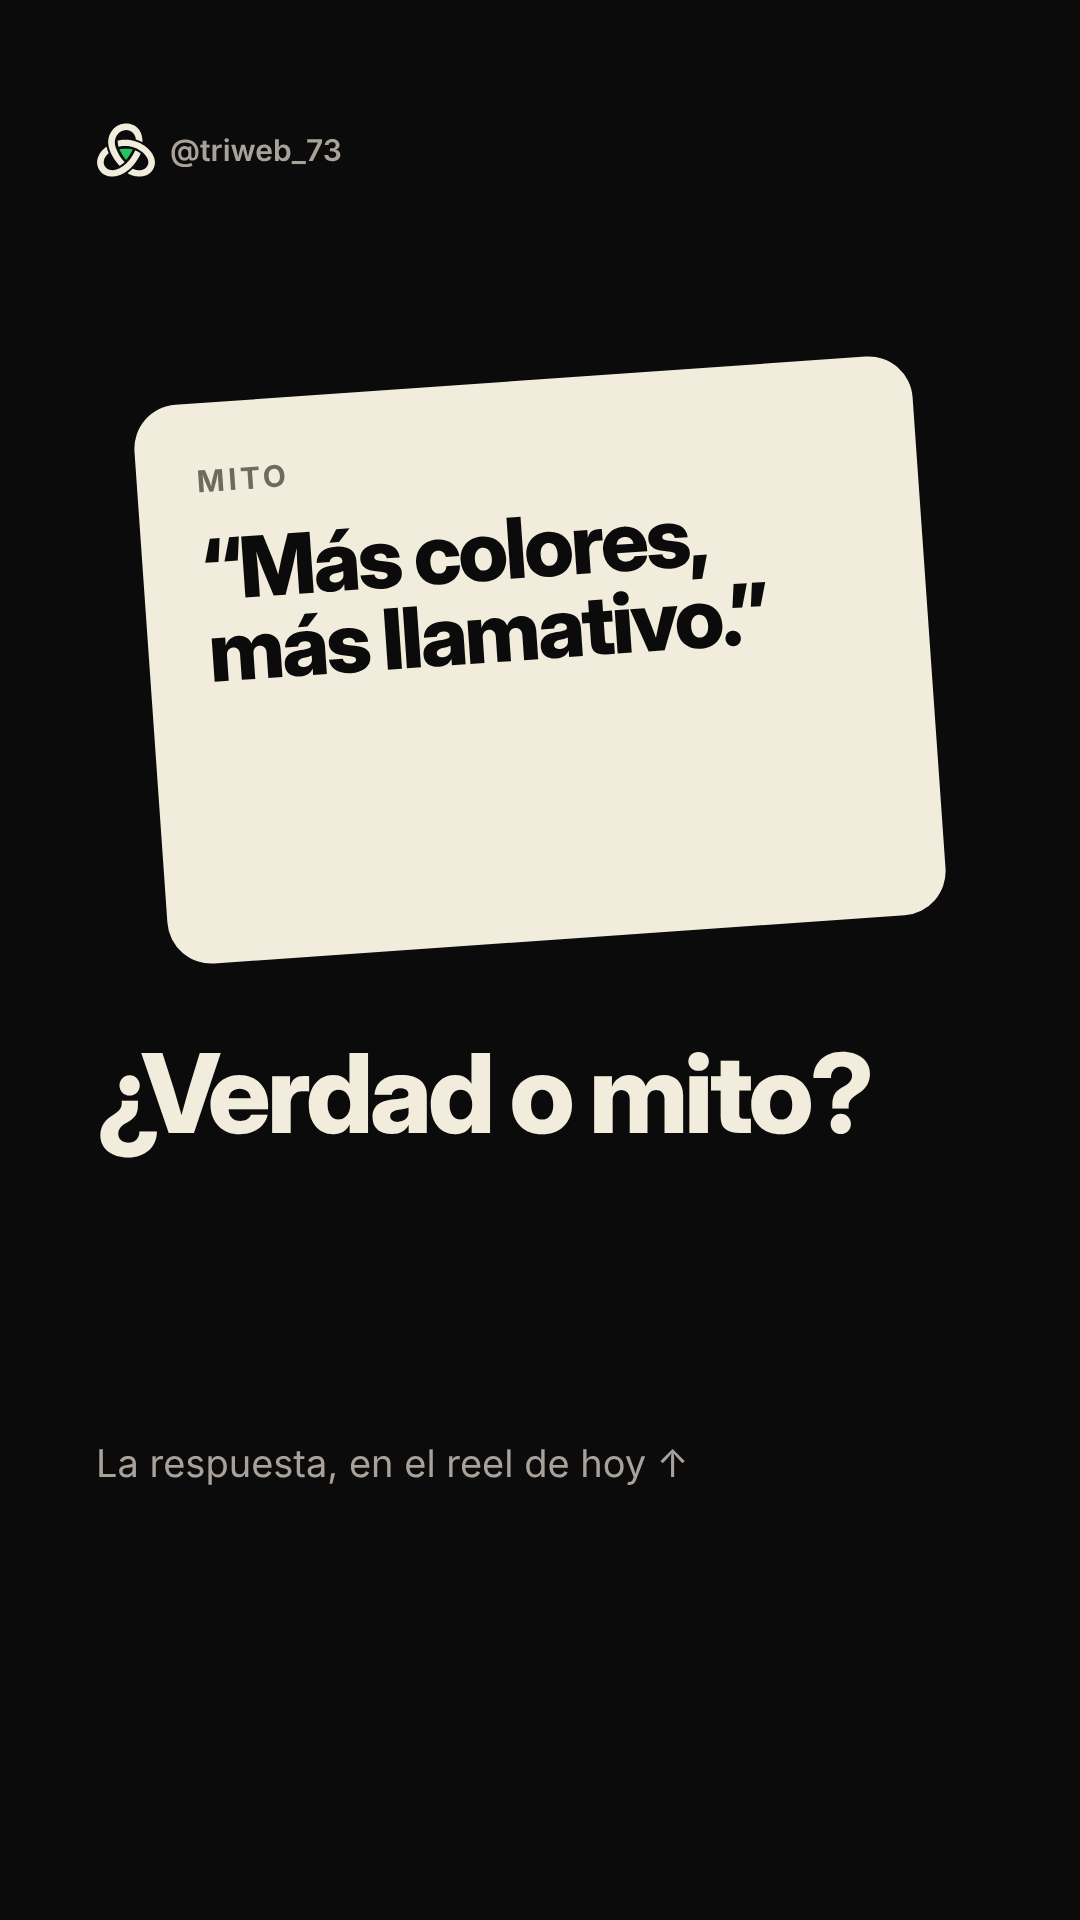 @triweb_73
MITO
“Más colores,
más llamativo.”
¿Verdad o mito?
La respuesta, en el reel de hoy ↑